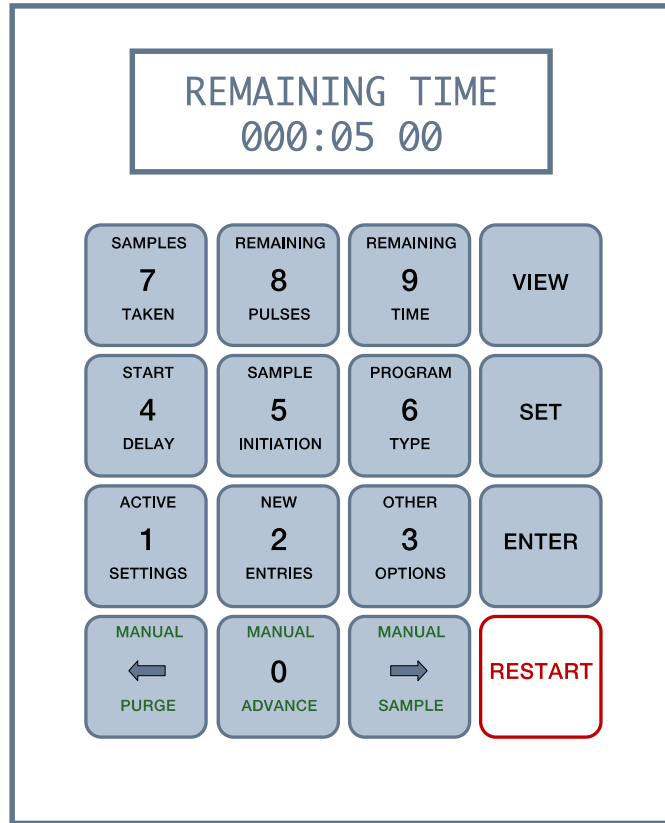 REMAINING TIME
000:05 00
SAMPLES
7
TAKEN
REMAINING
8
PULSES
REMAINING
9
TIME
VIEW
START
4
DELAY
SAMPLE
5
INITIATION
PROGRAM
6
TYPE
SET
ACTIVE
1
SETTINGS
NEW
2
ENTRIES
OTHER
3
OPTIONS
ENTER
MANUAL
PURGE
MANUAL
0
ADVANCE
MANUAL
SAMPLE
RESTART